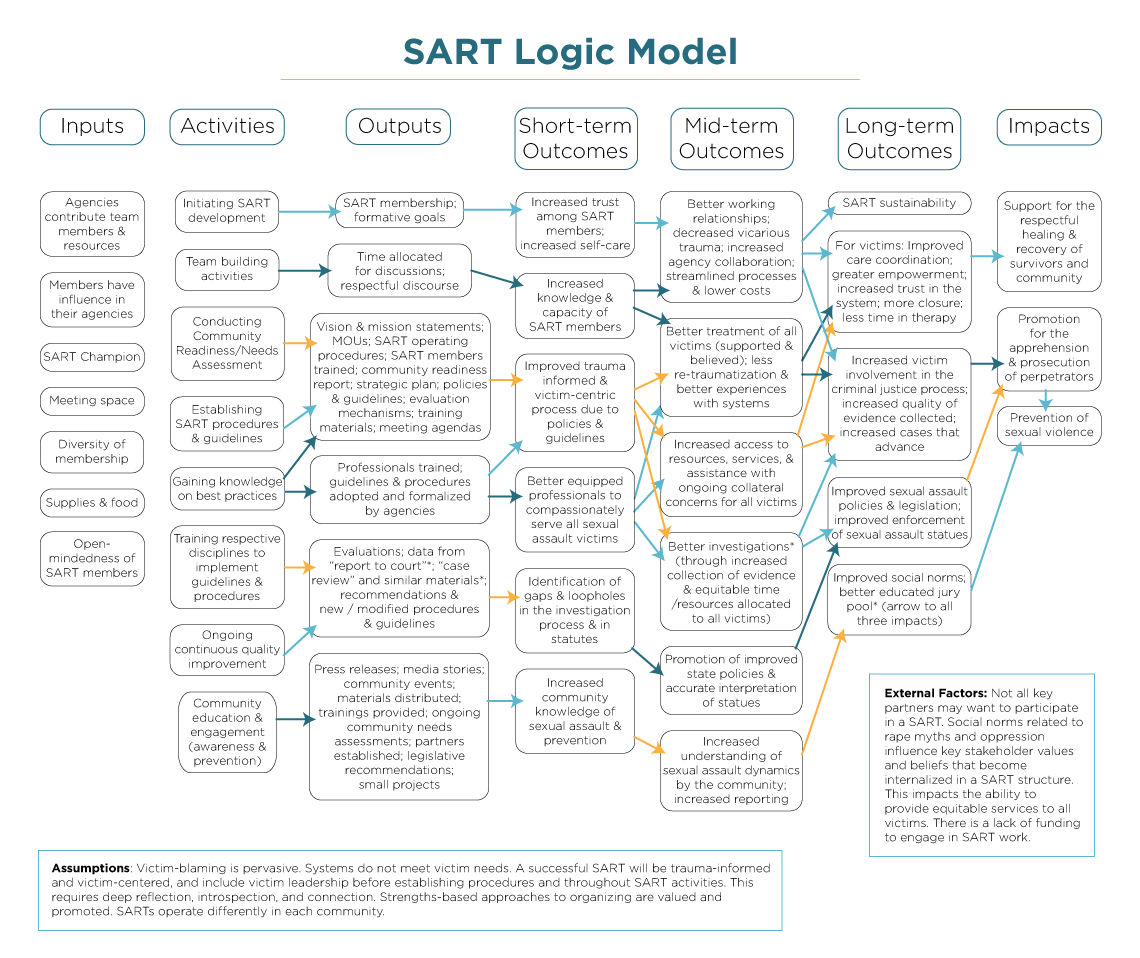 SART Logic Model
Inputs
Activities
Outputs
Short-term
Outcomes
Mid-term
Outcomes
Long-term
Outcomes
Impacts
Agencies
contribute team
members &
resources
Members have
influence in
their agencies
SART Champion
Meeting space
Diversity of
membership
Supplies & food
Open-
mindedness of
SART members
Initiating SART
development
Team building
activities
Conducting
Community
Readiness/Needs
Assessment
Establishing
SART procedures
& guidelines
Gaining knowledge
on best practices
Training respective
disciplines to
implement
guidelines &
procedures
Ongoing
continuous quality
improvement
Community
education &
engagement
(awareness &
prevention)
SART membership;
formative goals
Time allocated
for discussions;
respectful discourse
Vision & mission statements;
MOUs; SART operating
procedures; SART members
trained; community readiness
report; strategic plan; policies
& guidelines; evaluation
mechanisms; training
materials; meeting agendas
Professionals trained;
guidelines & procedures
adopted and formalized
by agencies
Evaluations; data from
“report to court”*; “case
review” and similar materials*;
recommendations &
new / modified procedures
& guidelines
Press releases; media stories;
community events;
materials distributed;
trainings provided; ongoing
community needs
assessments; partners
established; legislative
recommendations;
small projects
Increased trust
among SART
members;
increased self-care
Increased
knowledge &
capacity of
SART members
Improved trauma
informed &
victim-centric
process due to
policies &
guidelines
Better equipped
professionals to
compassionately
serve all sexual
assault victims
Identification of
gaps & loopholes
in the investigation
process & in
statutes
Increased
community
knowledge of
sexual assault &
prevention
Better working
relationships;
decreased vicarious
trauma; increased
agency collaboration;
streamlined processes
& lower costs
Better treatment of all
victims (supported &
believed); less
re-traumatization &
better experiences
with systems
Increased access to
resources, services, &
assistance with
ongoing collateral
concerns for all victims
Better investigations*
(through increased
collection of evidence
& equitable time
/resources allocated
to all victims)
Promotion of improved
state policies &
accurate interpretation
of statues
Increased
understanding of
sexual assault dynamics
by the community;
increased reporting
SART sustainability
For victims: Improved
care coordination;
greater empowerment;
increased trust in the
system; more closure;
less time in therapy
Increased victim
involvement in the
criminal justice process;
increased quality of
evidence collected;
increased cases that
advance
Improved sexual assault
policies & legislation;
improved enforcement
of sexual assault statues
Improved social norms;
better educated jury
pool* (arrow to all
three impacts)
Support for the
respectful
healing &
recovery of
survivors and
community
Promotion
for the
apprehension
& prosecution
of perpetrators
Prevention of
sexual violence
External Factors: Not all key
partners may want to participate
in a SART. Social norms related to
rape myths and oppression
influence key stakeholder values
and beliefs that become
internalized in a SART structure.
This impacts the ability to
provide equitable services to all
victims. There is a lack of funding
to engage in SART work.
Assumptions: Victim-blaming is pervasive. Systems do not meet victim needs. A successful SART will be trauma-informed
and victim-centered, and include victim leadership before establishing procedures and throughout SART activities. This
requires deep reflection, introspection, and connection. Strengths-based approaches to organizing are valued and
promoted. SARTs operate differently in each community.